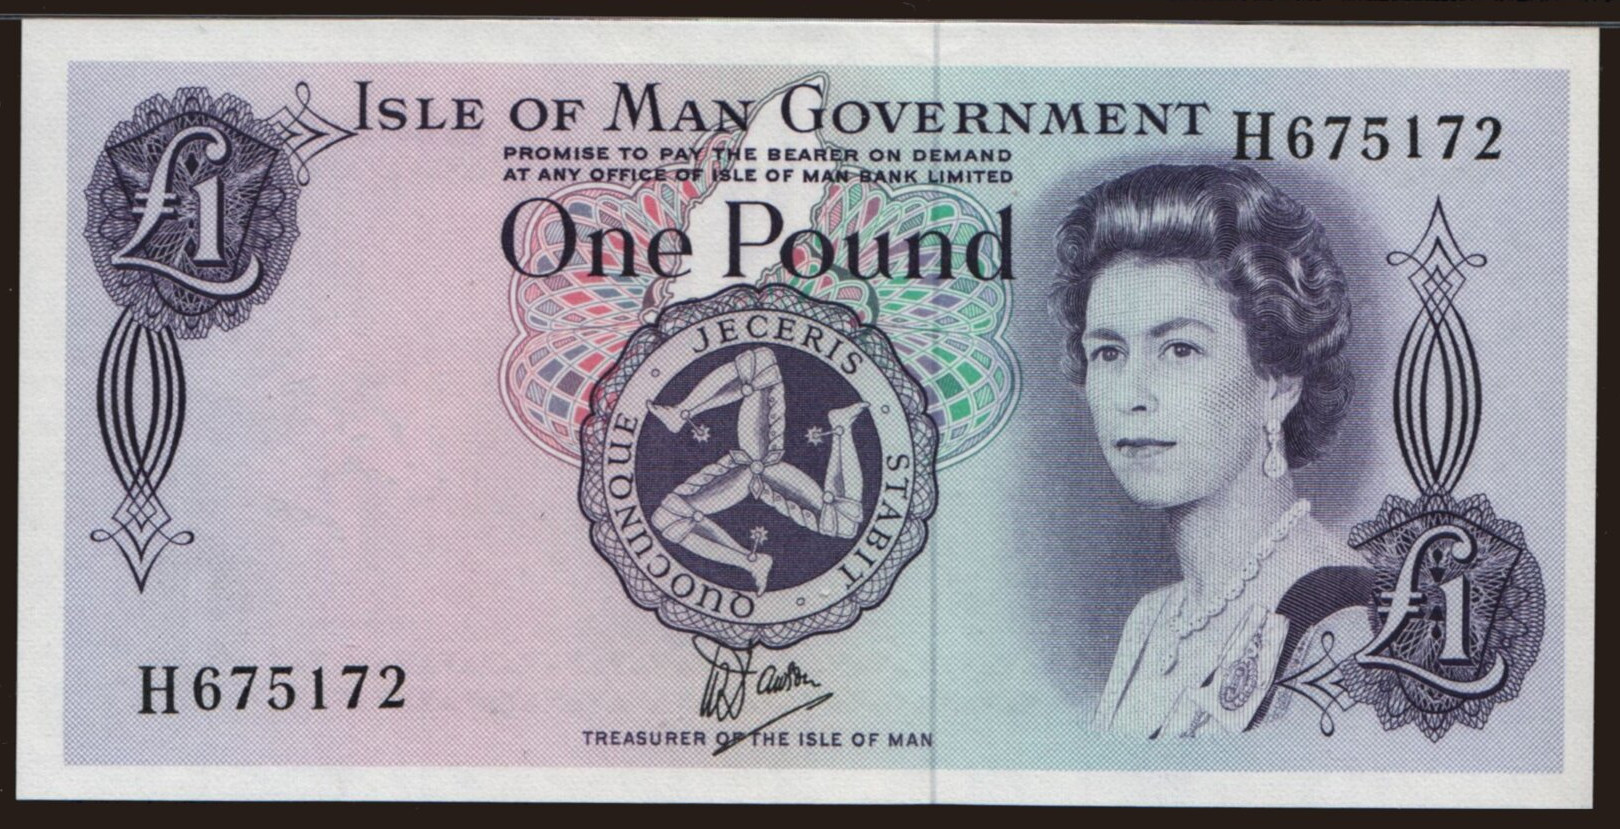 ISLE OF MAN GOVERNMENT
H675172
PROMISE TO PAY THE BEARER ON DEMAND
AT ANY OFFICE OF ISLE OF MAN BANK LIMITED
£1
One Pound
QUOCUNQUE JECERIS STABIT
£1
H675172
TREASURER OF THE ISLE OF MAN